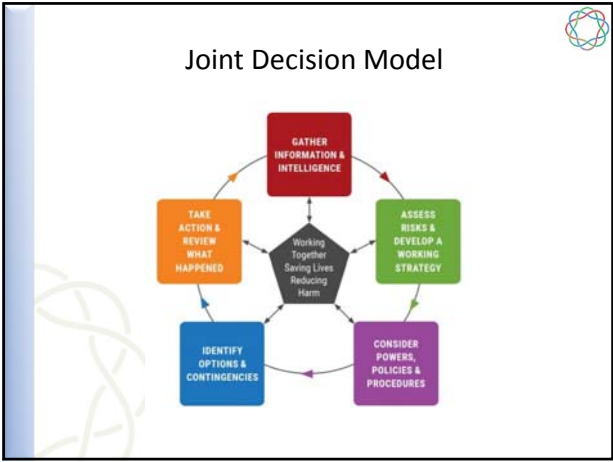 Joint Decision Model
GATHER
INFORMATION &
INTELLIGENCE
TAKE
ACTION &
REVIEW
WHAT
HAPPENED
ASSESS
RISKS &
DEVELOP A
WORKING
STRATEGY
Working
Together
Saving Lives
Reducing
Harm
IDENTIFY
OPTIONS &
CONTINGENCIES
CONSIDER
POWERS,
POLICIES &
PROCEDURES